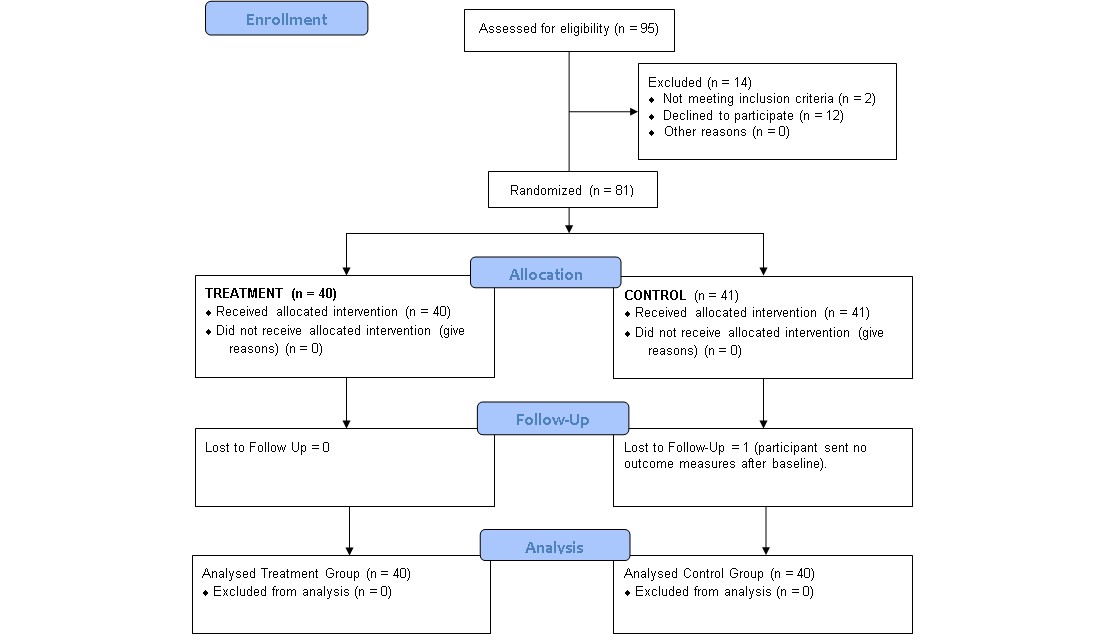 Enrollment
Assessed for eligibility (n = 95)
Excluded (n = 14)
♦ Not meeting inclusion criteria (n = 2)
♦ Declined to participate (n = 12)
♦ Other reasons (n = 0)
Randomized (n = 81)
Allocation
TREATMENT (n = 40)
♦ Received allocated intervention (n = 40)
♦ Did not receive allocated intervention (give
reasons) (n = 0)
CONTROL (n = 41)
♦ Received allocated intervention (n = 41)
♦ Did not receive allocated intervention (give
reasons) (n = 0)
Follow-Up
Lost to Follow Up = 0
Lost to Follow-Up = 1 (participant sent no
outcome measures after baseline).
Analysis
Analysed Treatment Group (n = 40)
♦ Excluded from analysis (n = 0)
Analysed Control Group (n = 40)
♦ Excluded from analysis (n = 0)